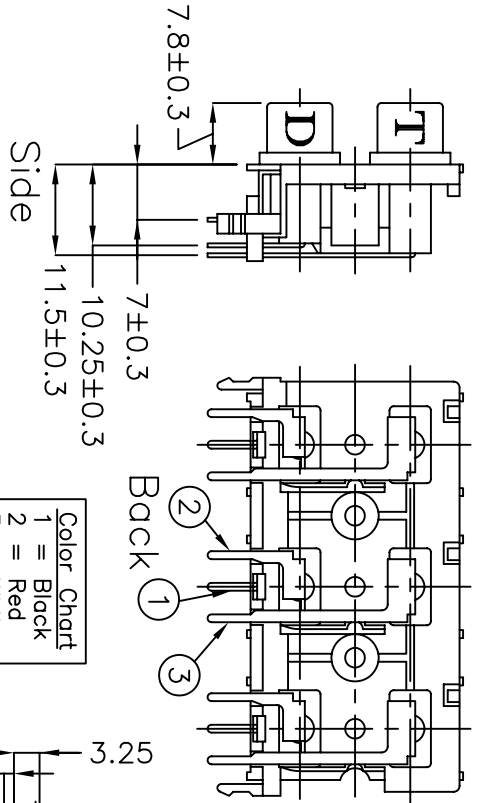 7.8±0.3
D
T
7±0.3
10.25±0.3
11.5±0.3
Side
Back
2
1
3
Color Chart
1 = Black
2 = Red
3.25